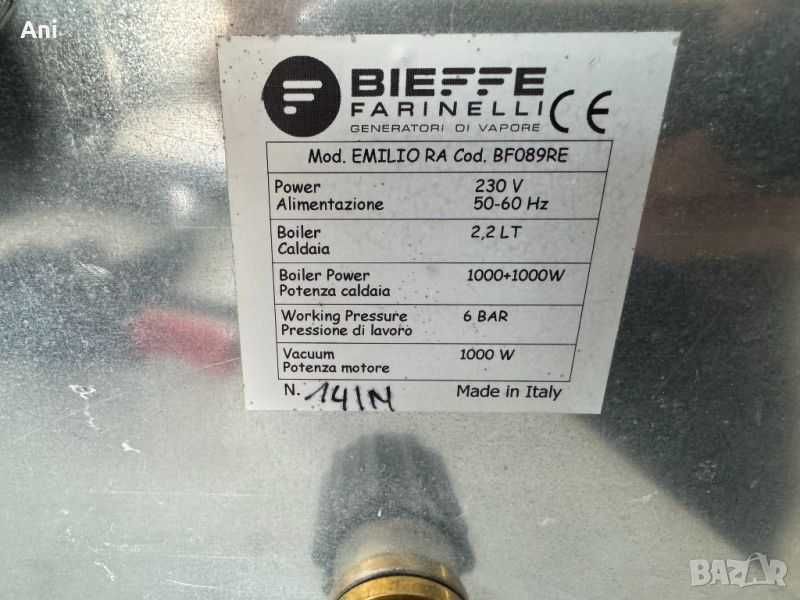 Ani
BIEFFE
FARINELLI
GENERATORI DI VAPORE
CE
Mod. EMILIO RA Cod. BF089RE
Power 230 V
Alimentazione 50-60 Hz
Boiler 2,2 LT
Caldaia
Boiler Power 1000+1000W
Potenza caldaia
Working Pressure 6 BAR
Pressione di lavoro
Vacuum 1000 W
Potenza motore
N. 141N Made in Italy
BAZAR